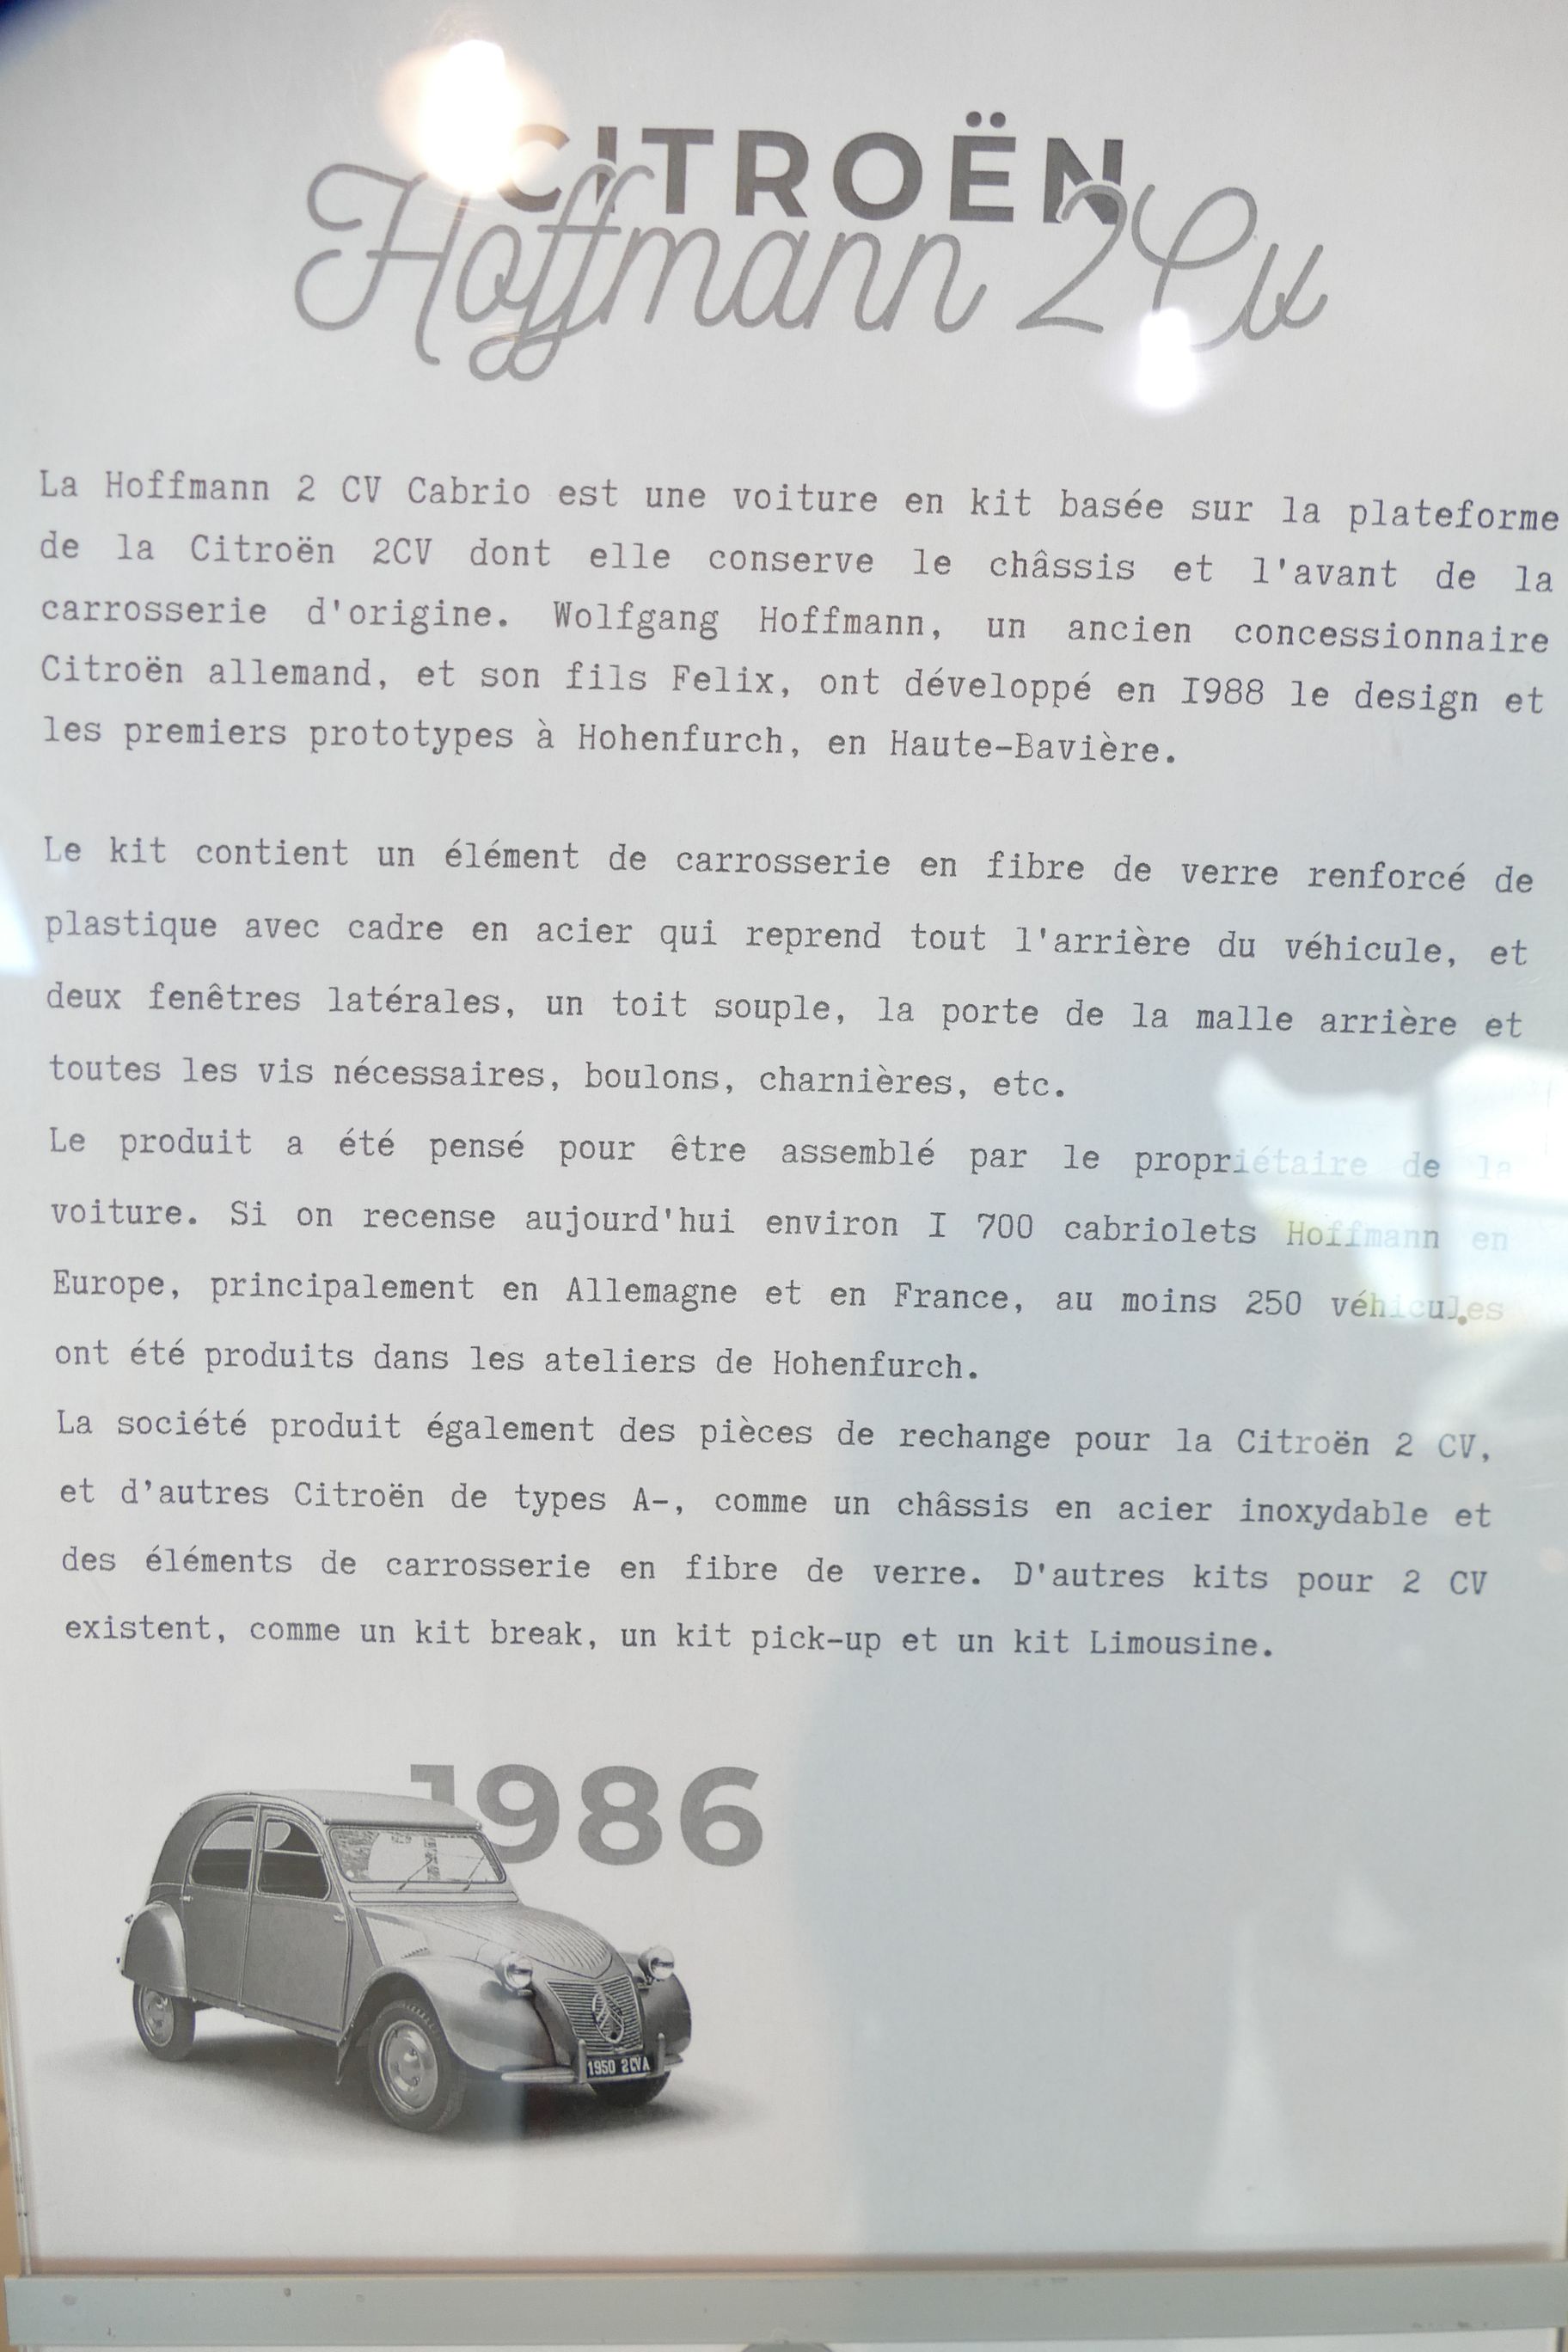 CITROËN
Hoffmann 2Cv
La Hoffmann 2 CV Cabrio est une voiture en kit basée sur la plateforme
de la Citroën 2CV dont elle conserve le châssis et l'avant de la
carrosserie d'origine. Wolfgang Hoffmann, un ancien concessionnaire
Citroën allemand, et son fils Felix, ont développé en I988 le design et
les premiers prototypes à Hohenfurch, en Haute-Bavière.
Le kit contient un élément de carrosserie en fibre de verre renforcé de
plastique avec cadre en acier qui reprend tout l'arrière du véhicule, et
deux fenêtres latérales, un toit souple, la porte de la malle arrière et
toutes les vis nécessaires, boulons, charnières, etc.
Le produit a été pensé pour être assemblé par le propriétaire de la
voiture. Si on recense aujourd'hui environ I 700 cabriolets Hoffmann en
Europe, principalement en Allemagne et en France, au moins 250 véhicules
ont été produits dans les ateliers de Hohenfurch.
La société produit également des pièces de rechange pour la Citroën 2 CV,
et d'autres Citroën de types A-, comme un châssis en acier inoxydable et
des éléments de carrosserie en fibre de verre. D'autres kits pour 2 CV
existent, comme un kit break, un kit pick-up et un kit Limousine.
1986
1950 2CVA